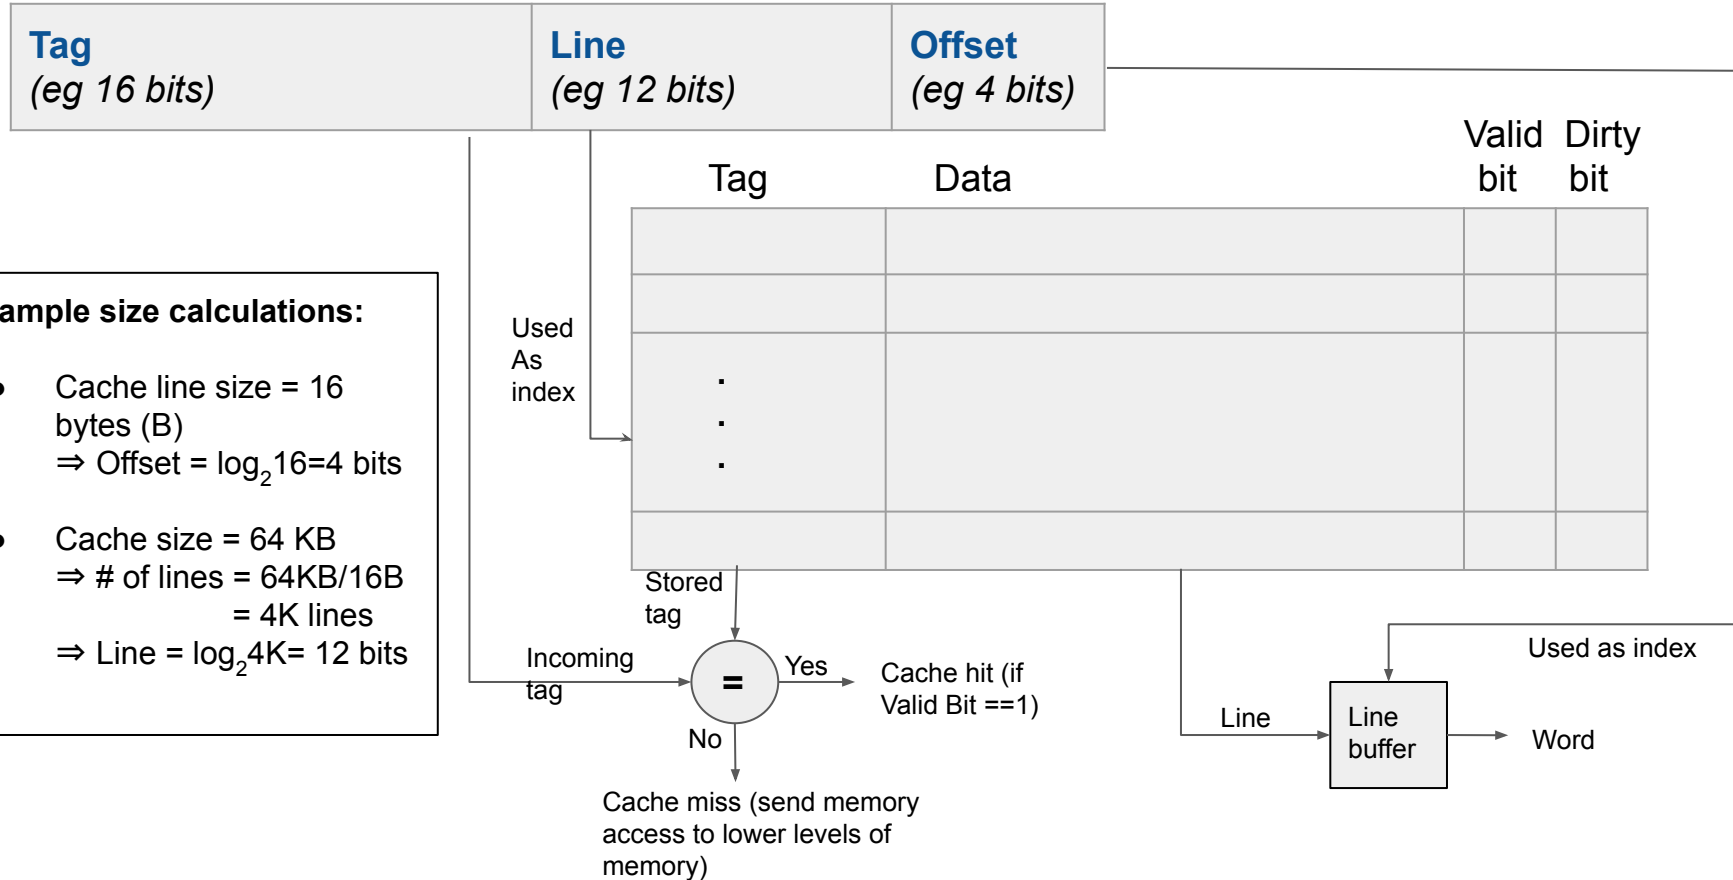 Tag
(eg 16 bits)
Line
(eg 12 bits)
Offset
(eg 4 bits)
Tag
Data
Valid
bit
Dirty
bit
ample size calculations:
• Cache line size = 16
bytes (B)
⇒ Offset = log₂16=4 bits
• Cache size = 64 KB
⇒ # of lines = 64KB/16B
= 4K lines
⇒ Line = log₂4K= 12 bits
Used
As
index
.
.
.
Stored
tag
Incoming
tag
=
Yes
Cache hit (if
Valid Bit ==1)
No
Cache miss (send memory
access to lower levels of
memory)
Line
Line
buffer
Used as index
Word